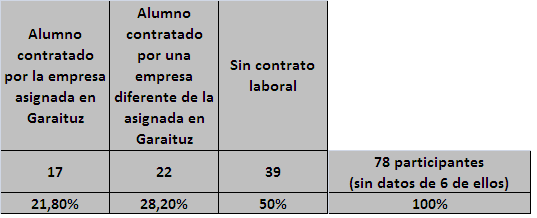 Alumno
contratado
por la empresa
asignada en
Garaituz
Alumno
contratado
por una
empresa
diferente de la
asignada en
Garaituz
Sin contrato
laboral
17
22
39
78 participantes
(sin datos de 6 de ellos)
21,80%
28,20%
50%
100%